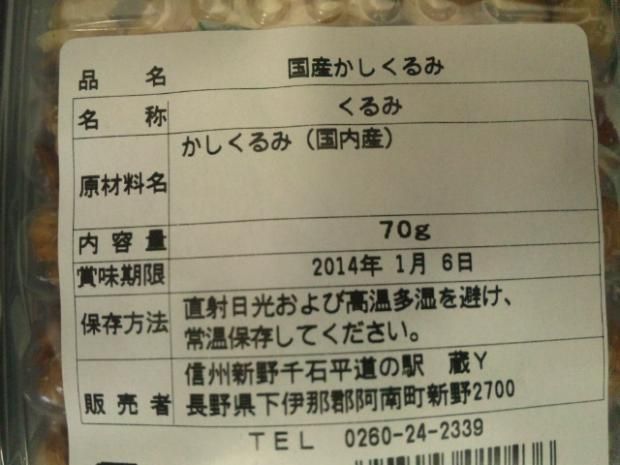 品名 国産かしくるみ
名称 くるみ
原材料名 かしくるみ（国内産）
内容量 70g
賞味期限 2014年 1月 6日
保存方法 直射日光および高温多湿を避け、
常温保存してください。
販売者 信州新野千石平道の駅 蔵Y
長野県下伊那郡阿南町新野2700
TEL 0260-24-2339